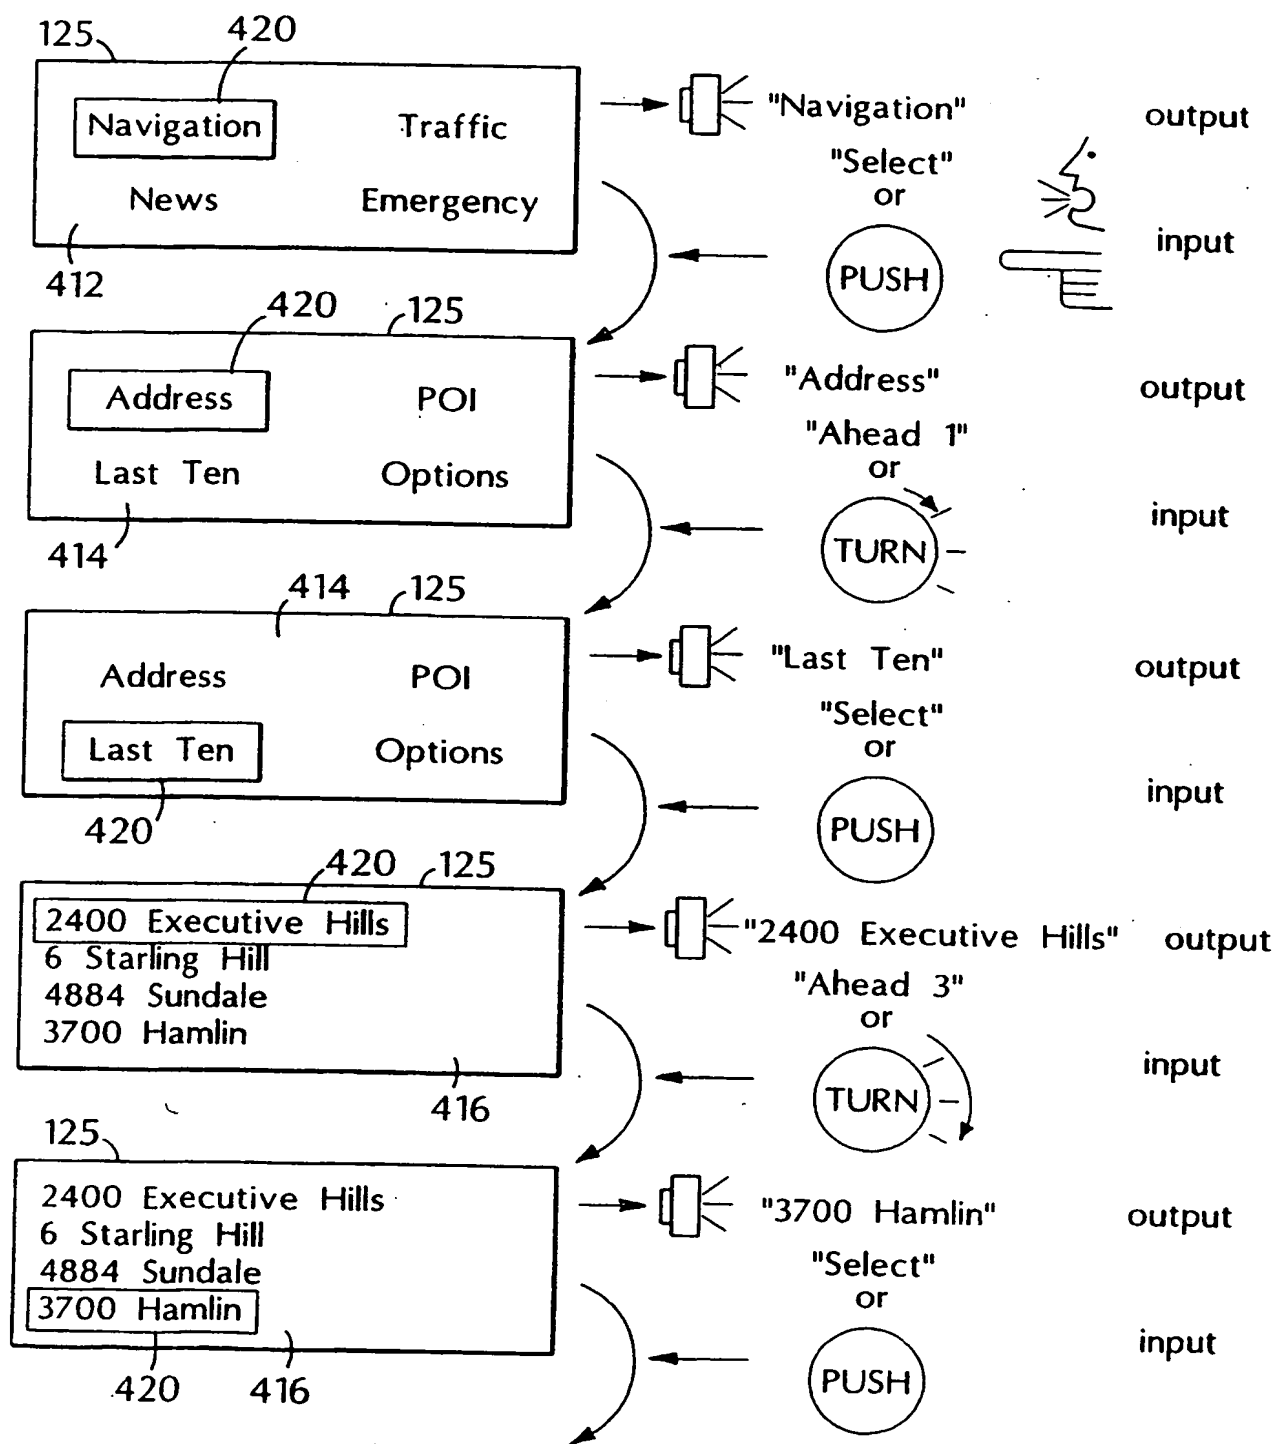 125 420
Navigation Traffic "Navigation" output
"Select"
or
News Emergency PUSH input
412
420 125
Address POI "Address" output
"Ahead 1"
or
Last Ten Options TURN input
414
414 125
Address POI "Last Ten" output
"Select"
or
Last Ten Options PUSH input
420
420 125
2400 Executive Hills "2400 Executive Hills" output
6 Starling Hill
4884 Sundale "Ahead 3"
3700 Hamlin or
TURN input
416
125
2400 Executive Hills "3700 Hamlin" output
6 Starling Hill
4884 Sundale "Select"
3700 Hamlin or
PUSH input
420 416